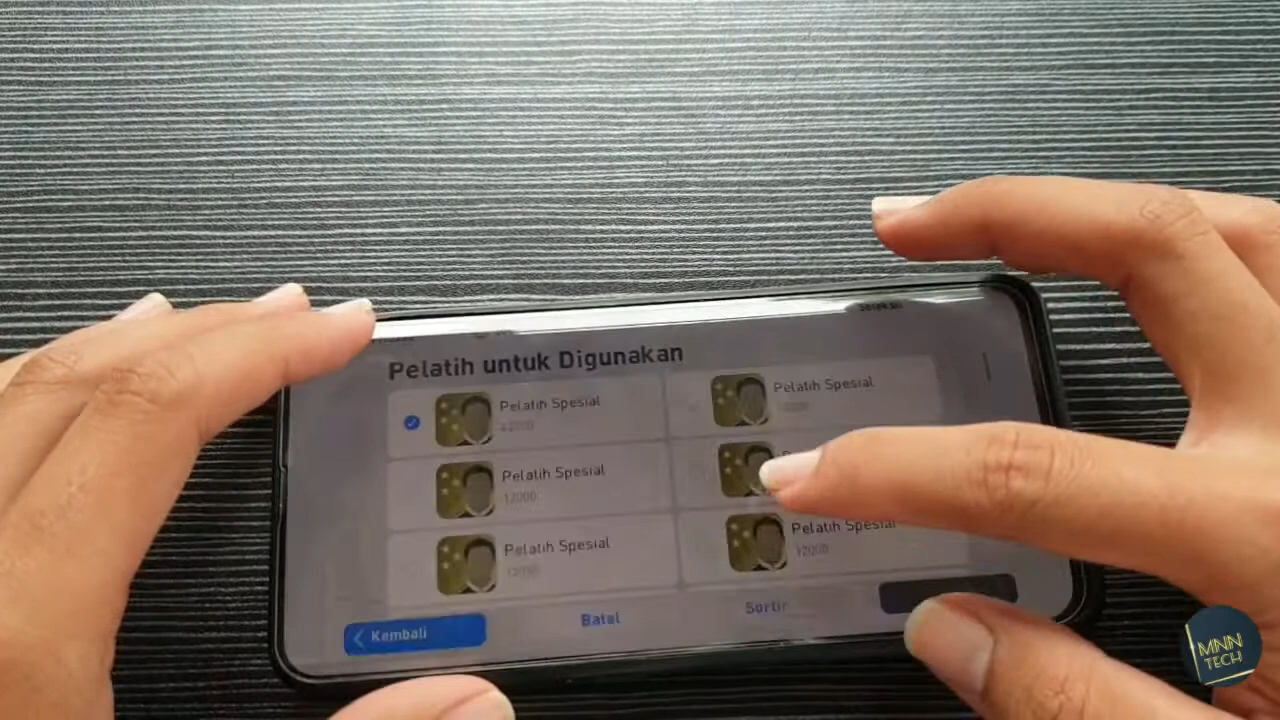 Pelatih untuk Digunakan
Pelatih Spesial
Pelatih Spesial
Pelatih Spesial
12000
Pelatih Spesial
12000
Pelatih Spesial
12000
Pelatih Spesial
Kembali
Batal
Sortir
MNN
TECH